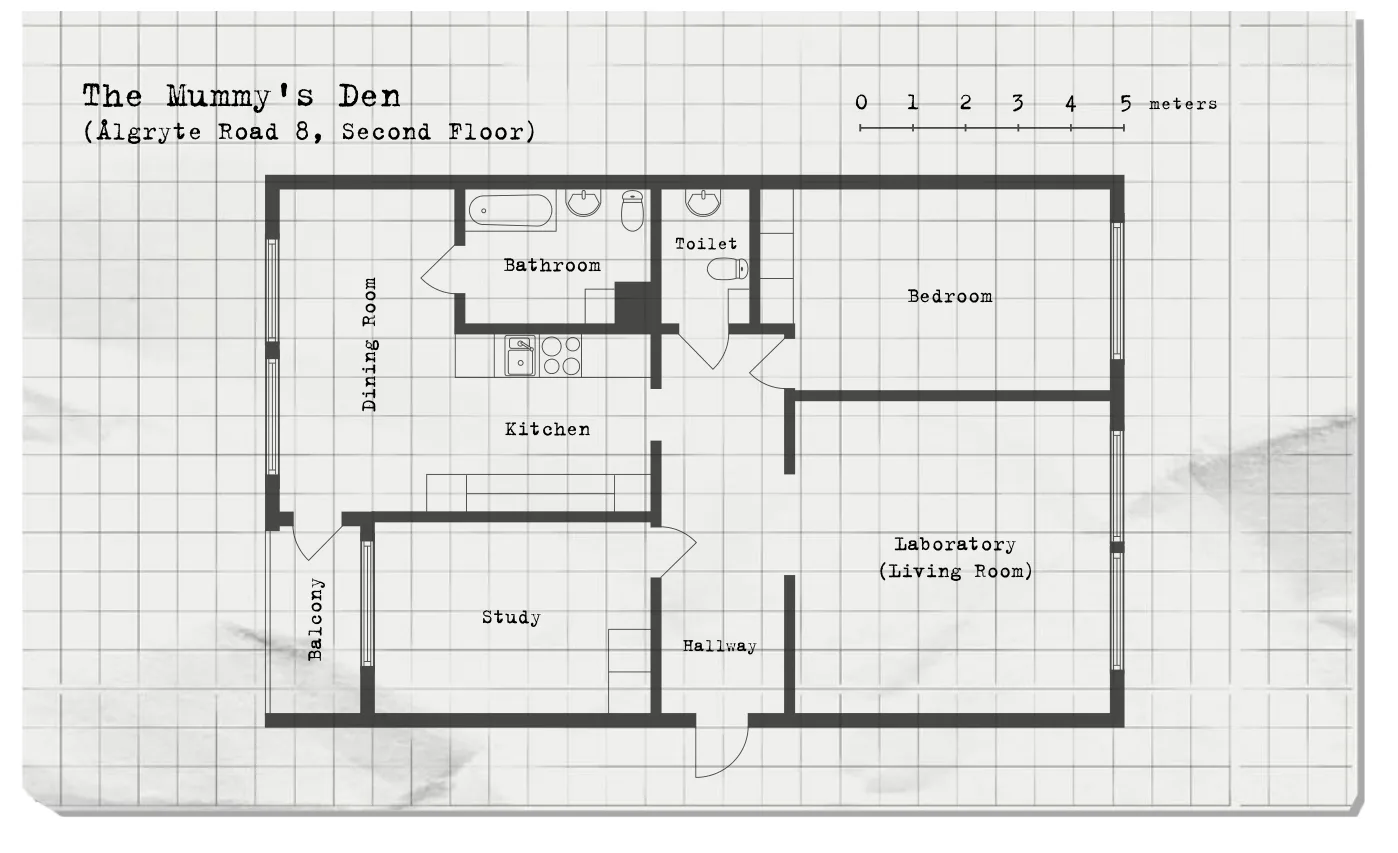 The Mummy's Den
(Ålgryte Road 8, Second Floor)
0 1 2 3 4 5 meters
Toilet
Bathroom
Bedroom
Dining Room
Kitchen
Laboratory
(Living Room)
Balcony
Study
Hallway